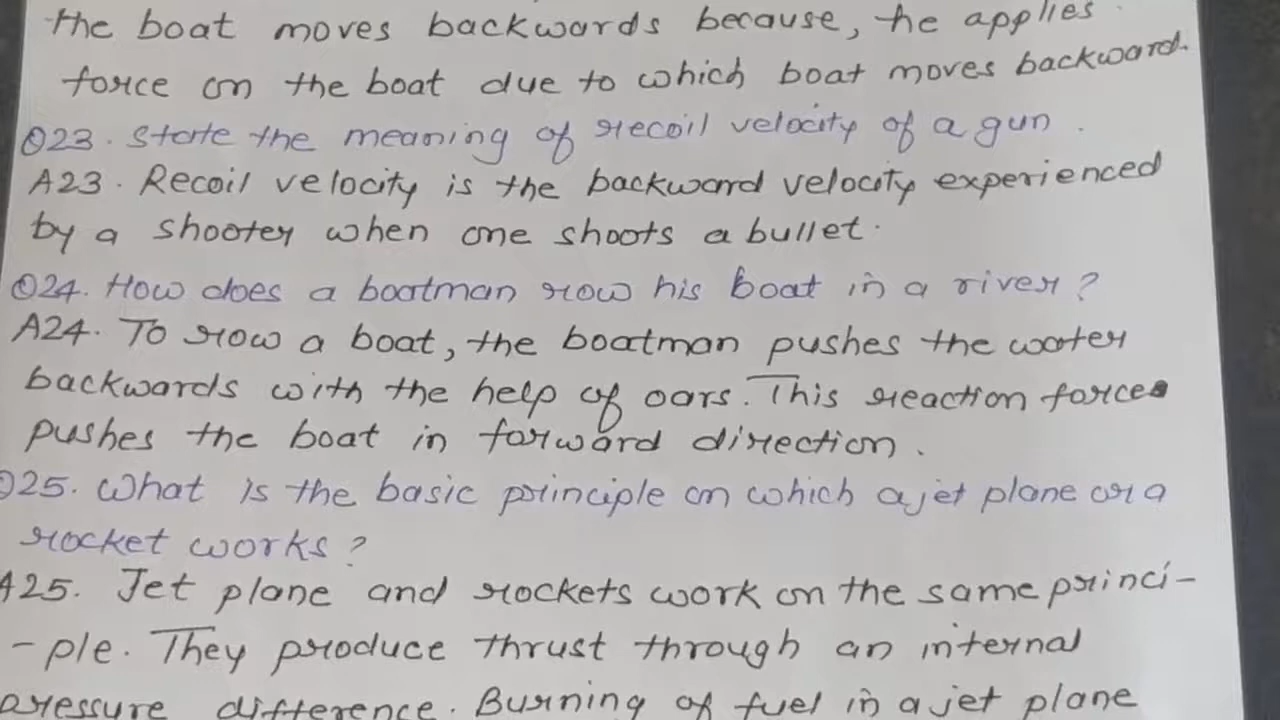 the boat moves backwards because, he applies
force on the boat due to which boat moves backward.
Q23. State the meaning of recoil velocity of a gun.
A23. Recoil velocity is the backward velocity experienced
by a shooter when one shoots a bullet.
Q24. How does a boatman row his boat in a river?
A24. To row a boat, the boatman pushes the water
backwards with the help of oars. This reaction force
pushes the boat in forward direction.
Q25. What is the basic principle on which a jet plane or a
rocket works?
A25. Jet plane and rockets work on the same princi-
-ple. They produce thrust through an internal
pressure difference. Burning of fuel in a jet plane